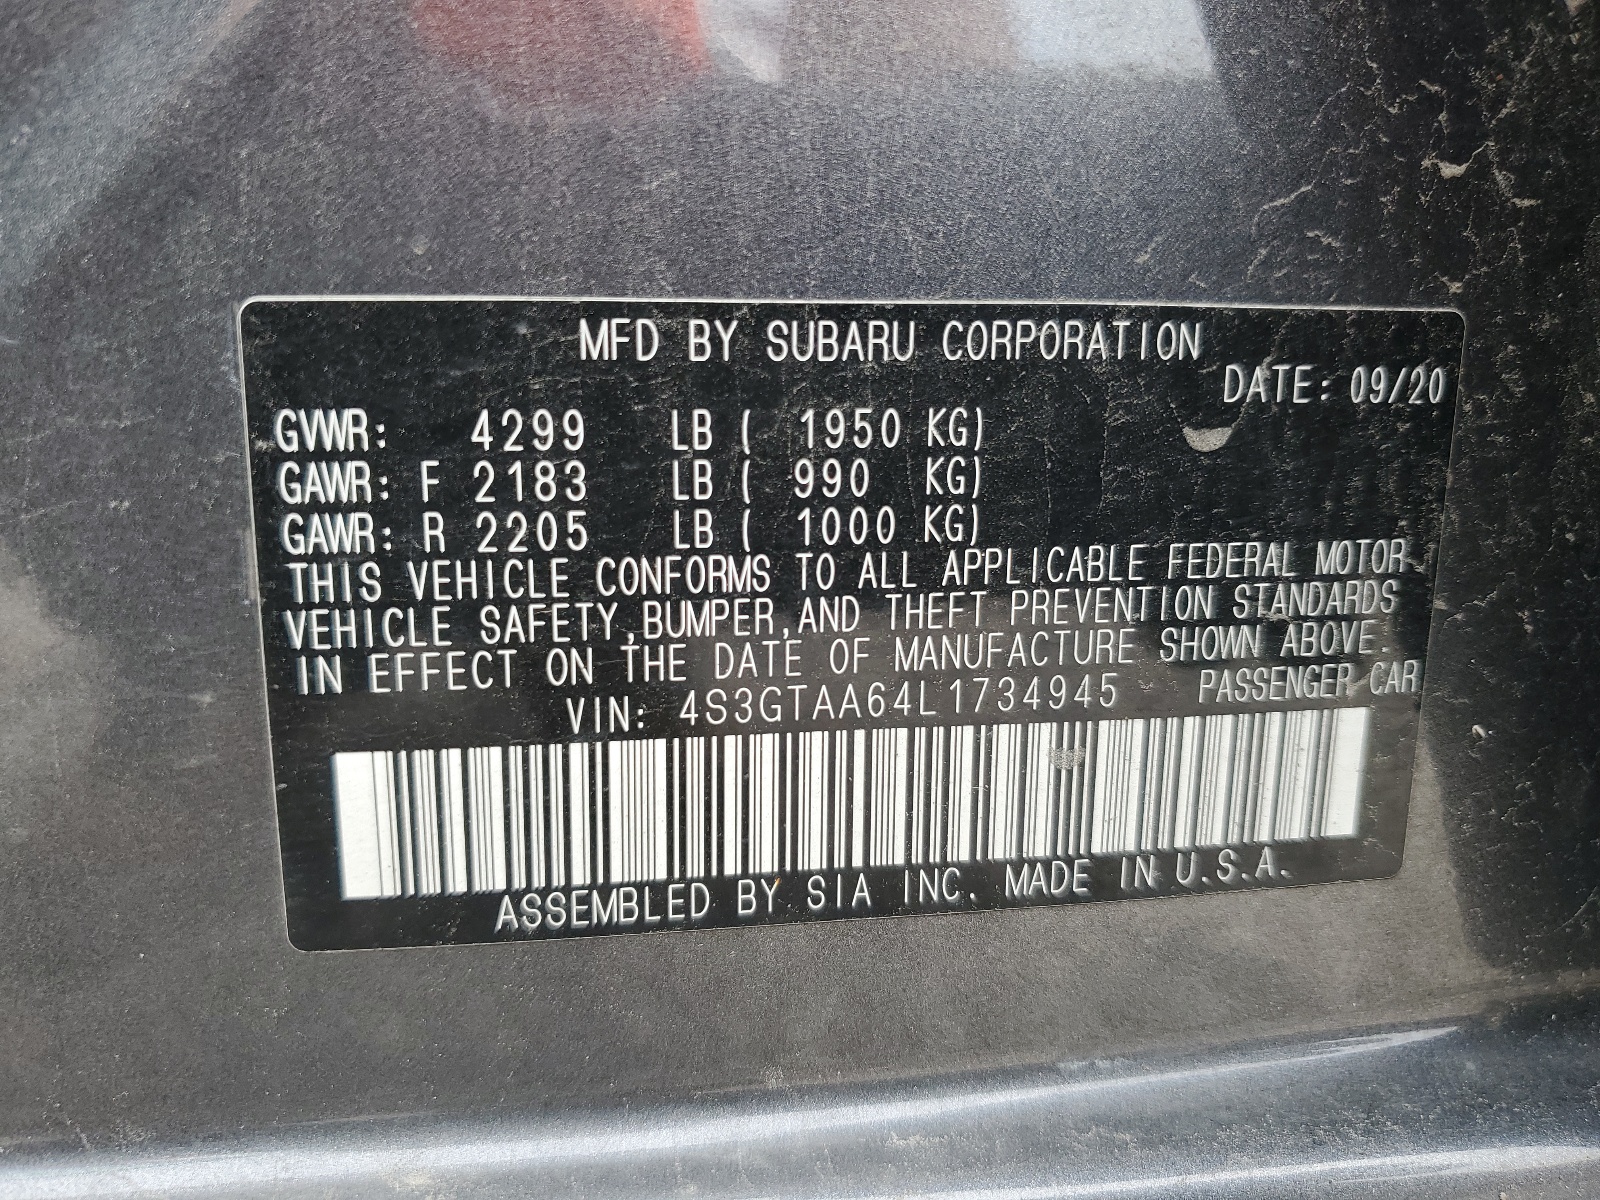 MFD BY SUBARU CORPORATION
DATE: 09/20
GVWR: 4299 LB ( 1950 KG)
GAWR: F 2183 LB ( 990 KG)
GAWR: R 2205 LB ( 1000 KG)
THIS VEHICLE CONFORMS TO ALL APPLICABLE FEDERAL MOTOR
VEHICLE SAFETY,BUMPER,AND THEFT PREVENTION STANDARDS
IN EFFECT ON THE DATE OF MANUFACTURE SHOWN ABOVE.
VIN: 4S3GTAA64L1734945 PASSENGER CAR
ASSEMBLED BY SIA INC. MADE IN U.S.A.